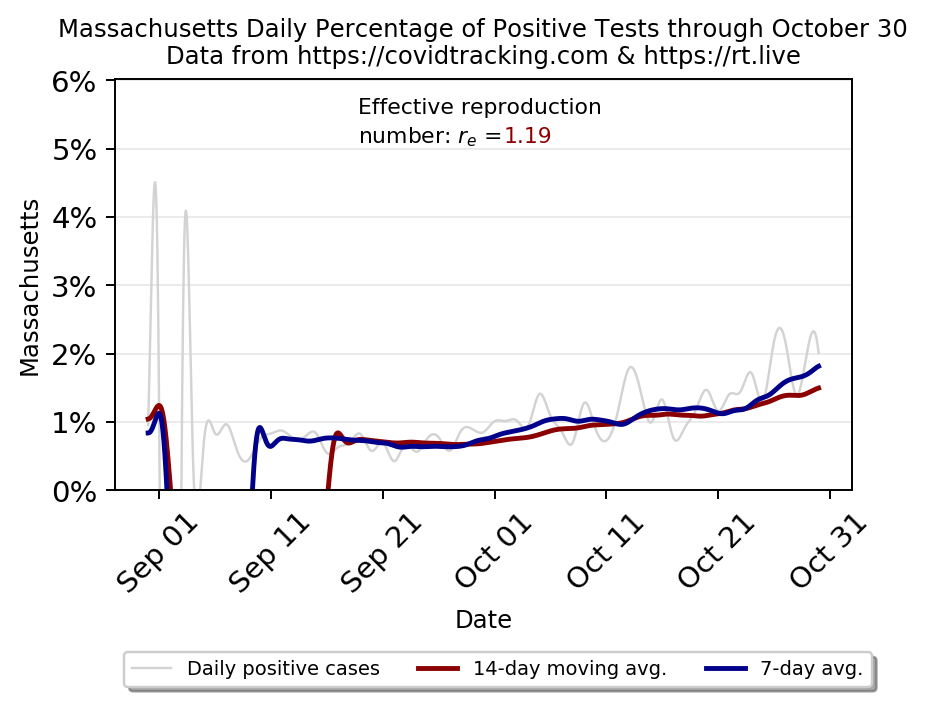 Massachusetts Daily Percentage of Positive Tests through October 30
Data from https://covidtracking.com & https://rt.live
6%
5%
4%
3%
2%
1%
0%
Massachusetts
Effective reproduction
number: rₑ =1.19
Sep 01
Sep 11
Sep 21
Oct 01
Oct 11
Oct 21
Oct 31
Date
Daily positive cases
14-day moving avg.
7-day avg.